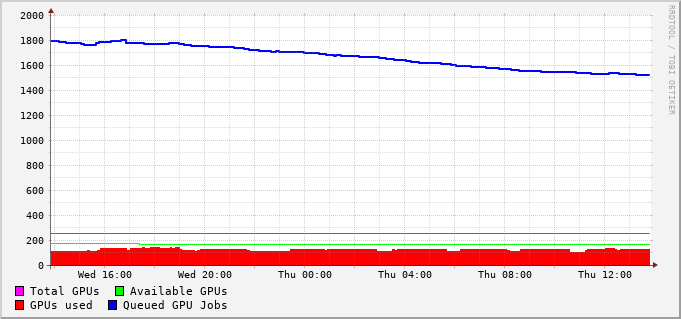 RRDTOOL / TOBI OETIKER
2000
1800
1600
1400
1200
1000
800
600
400
200
0
Wed 16:00 Wed 20:00 Thu 00:00 Thu 04:00 Thu 08:00 Thu 12:00
Total GPUs Available GPUs
GPUs used Queued GPU Jobs